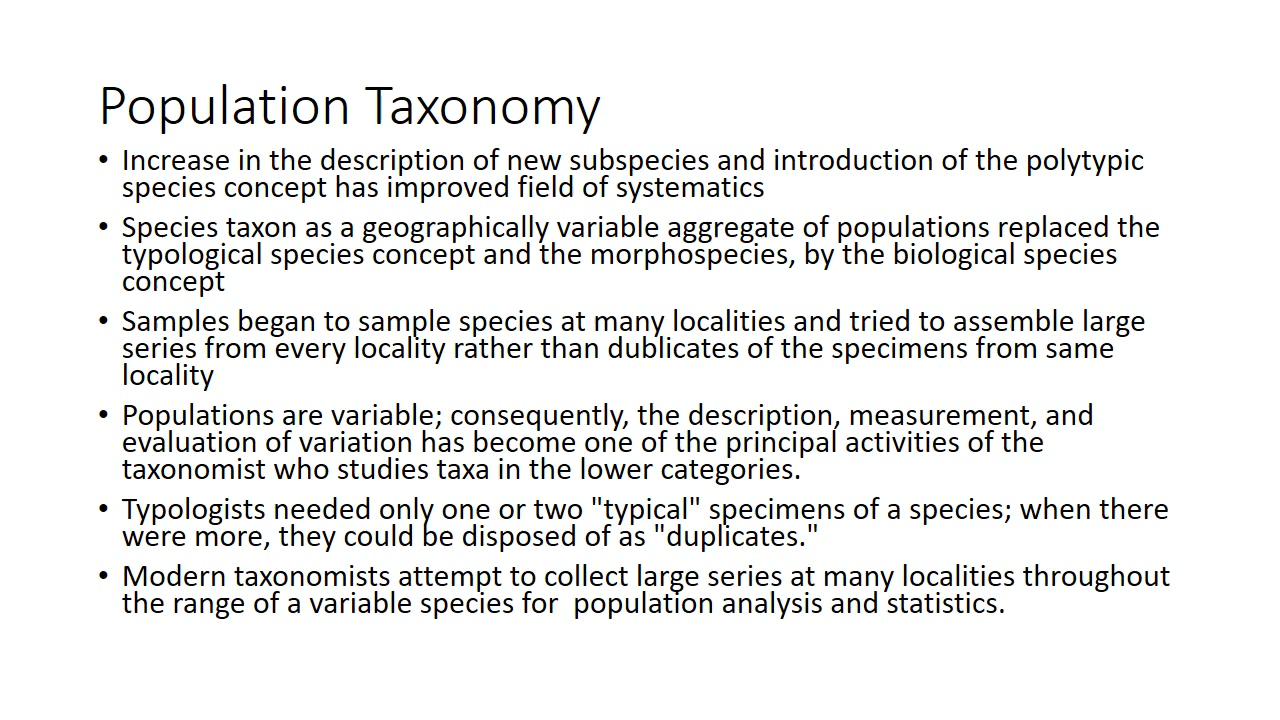 Population Taxonomy
• Increase in the description of new subspecies and introduction of the polytypic
species concept has improved field of systematics
• Species taxon as a geographically variable aggregate of populations replaced the
typological species concept and the morphospecies, by the biological species
concept
• Samples began to sample species at many localities and tried to assemble large
series from every locality rather than dublicates of the specimens from same
locality
• Populations are variable; consequently, the description, measurement, and
evaluation of variation has become one of the principal activities of the
taxonomist who studies taxa in the lower categories.
• Typologists needed only one or two "typical" specimens of a species; when there
were more, they could be disposed of as "duplicates."
• Modern taxonomists attempt to collect large series at many localities throughout
the range of a variable species for  population analysis and statistics.